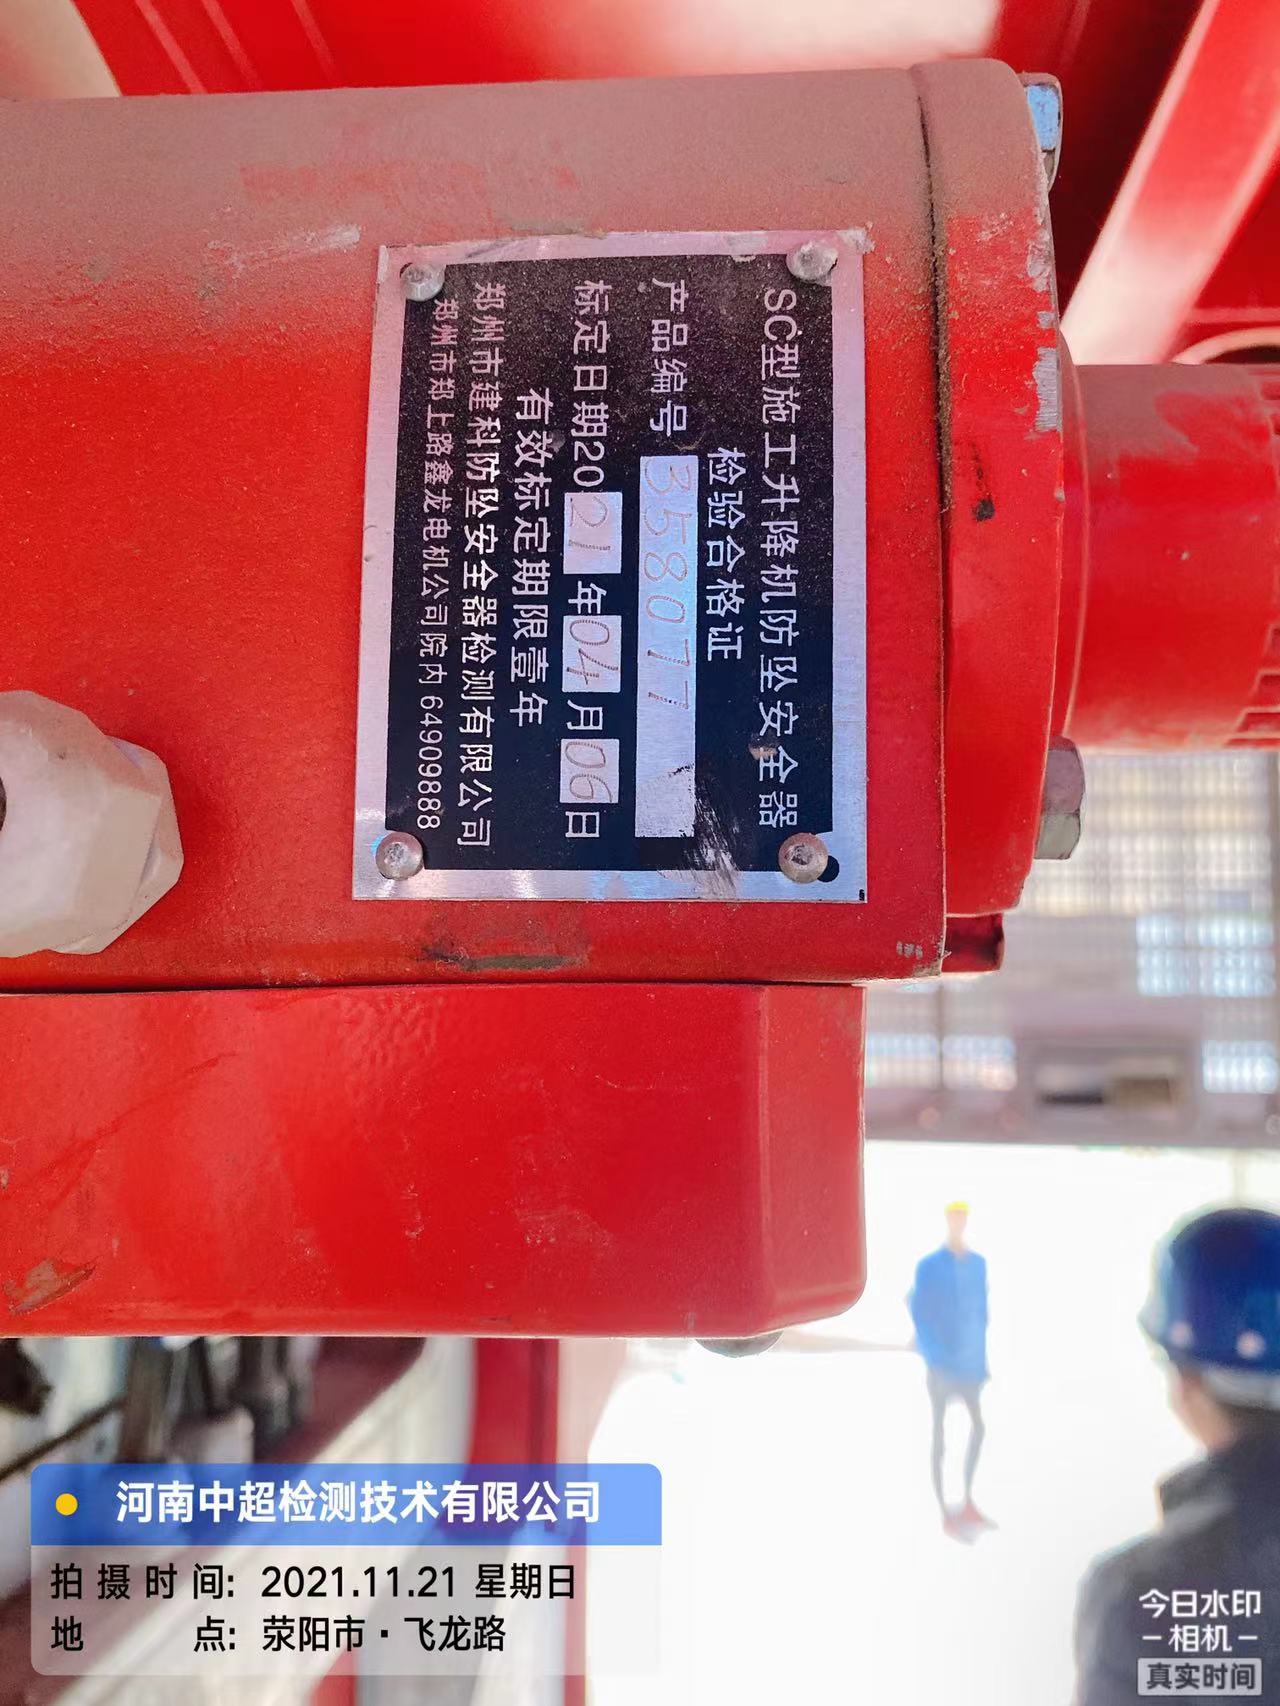 SC型施工升降机防坠安全器
检验合格证
产品编号 358077
标定日期2021年04月06日
有效标定期限壹年
郑州市建科防坠安全器检测有限公司
郑州市郑上路鑫龙电机公司院内 64909888
河南中超检测技术有限公司
拍摄时间: 2021.11.21 星期日
地点: 荥阳市·飞龙路
今日水印
-相机-
真实时间